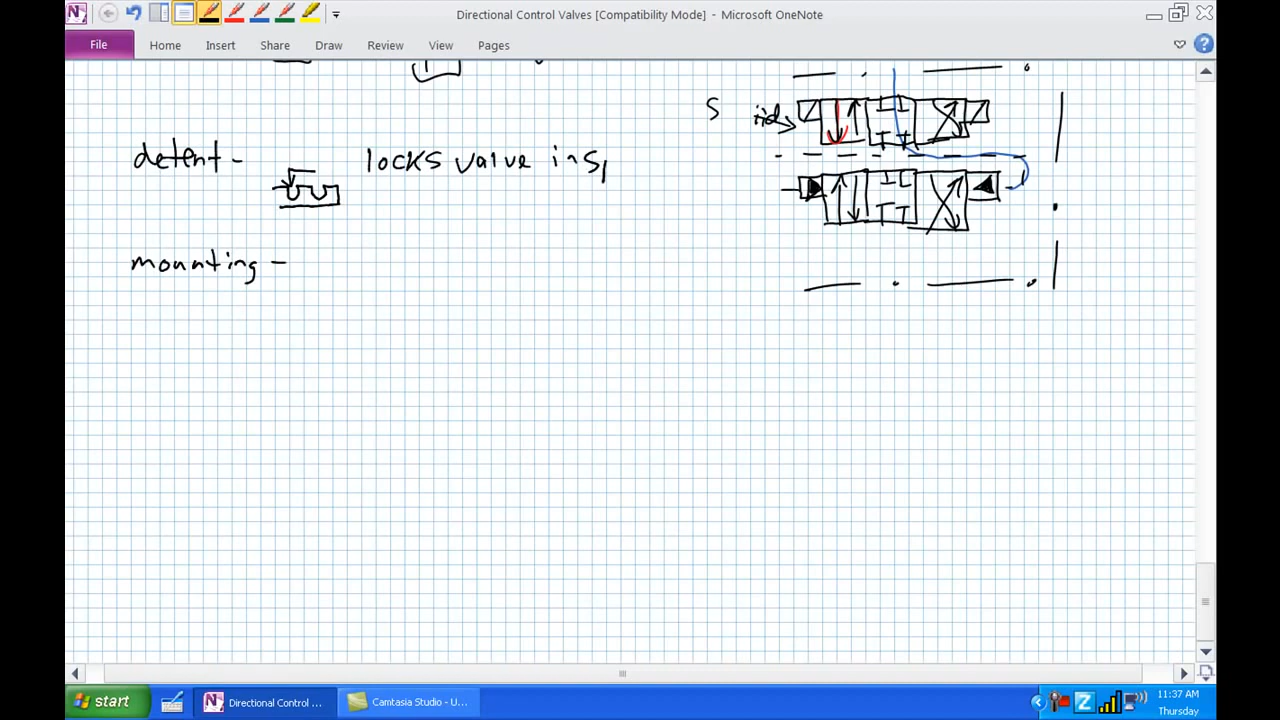 Directional Control Valves [Compatibility Mode] - Microsoft OneNote
File Home Insert Share Draw Review View Pages
S
detent - locks valve in
mounting -
start
Directional Control ...
Camtasia Studio - U...
11:37 AM
Thursday